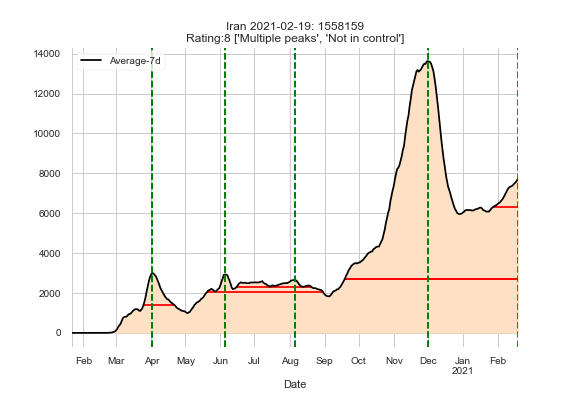 Iran 2021-02-19: 1558159
Rating:8 ['Multiple peaks', 'Not in control']
Average-7d
14000
12000
10000
8000
6000
4000
2000
0
Feb Mar Apr May Jun Jul Aug Sep Oct Nov Dec Jan Feb
2021
Date